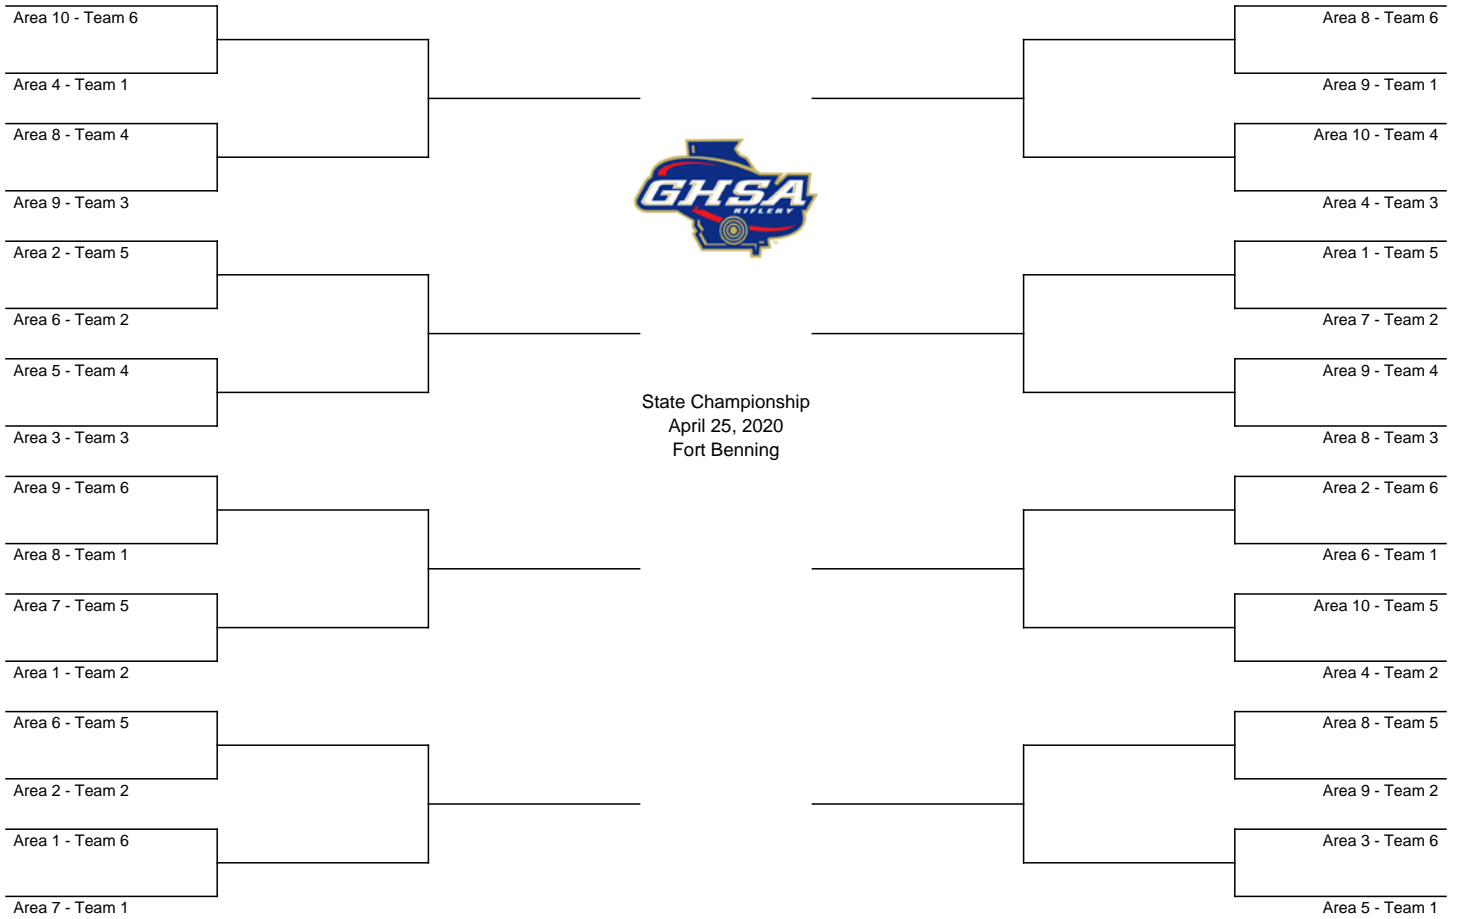 Area 10 - Team 6
Area 4 - Team 1
Area 8 - Team 4
Area 9 - Team 3
Area 2 - Team 5
Area 6 - Team 2
Area 5 - Team 4
Area 3 - Team 3
Area 9 - Team 6
Area 8 - Team 1
Area 7 - Team 5
Area 1 - Team 2
Area 6 - Team 5
Area 2 - Team 2
Area 1 - Team 6
Area 7 - Team 1
GHSA
RIFLERY
State Championship
April 25, 2020
Fort Benning
Area 8 - Team 6
Area 9 - Team 1
Area 10 - Team 4
Area 4 - Team 3
Area 1 - Team 5
Area 7 - Team 2
Area 9 - Team 4
Area 8 - Team 3
Area 2 - Team 6
Area 6 - Team 1
Area 10 - Team 5
Area 4 - Team 2
Area 8 - Team 5
Area 9 - Team 2
Area 3 - Team 6
Area 5 - Team 1